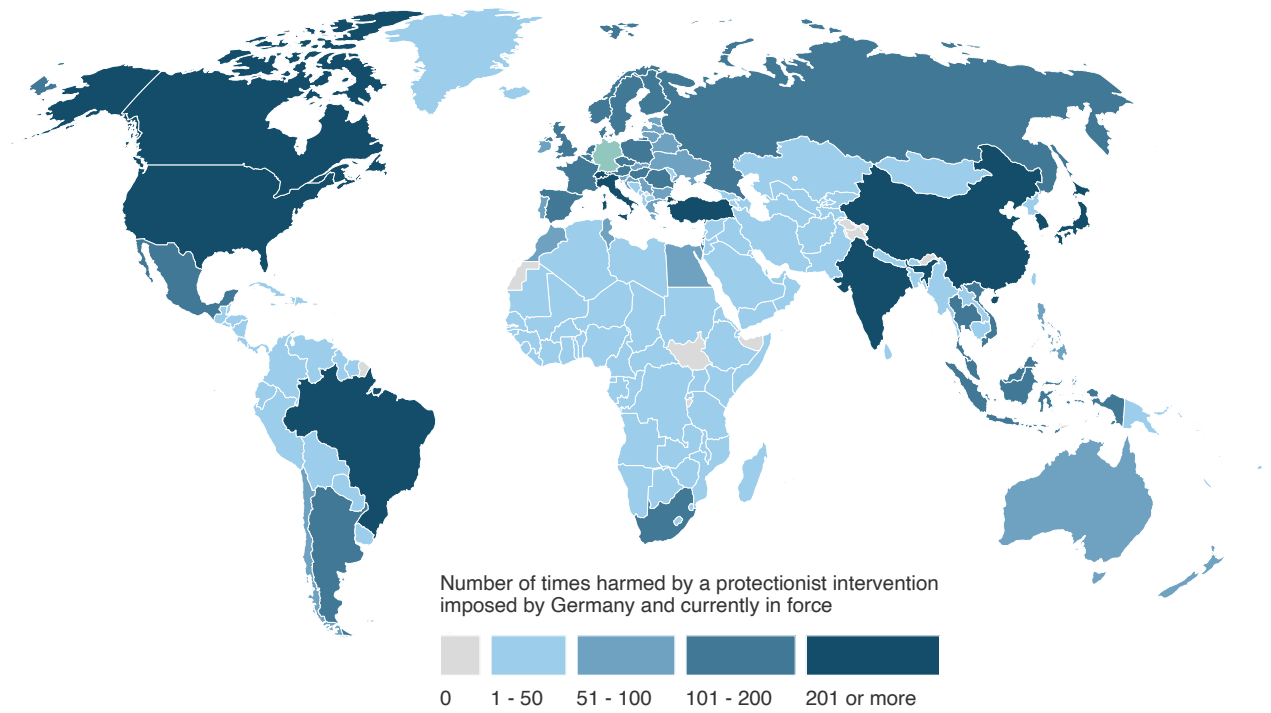 Number of times harmed by a protectionist intervention
imposed by Germany and currently in force
0 1 - 50 51 - 100 101 - 200 201 or more